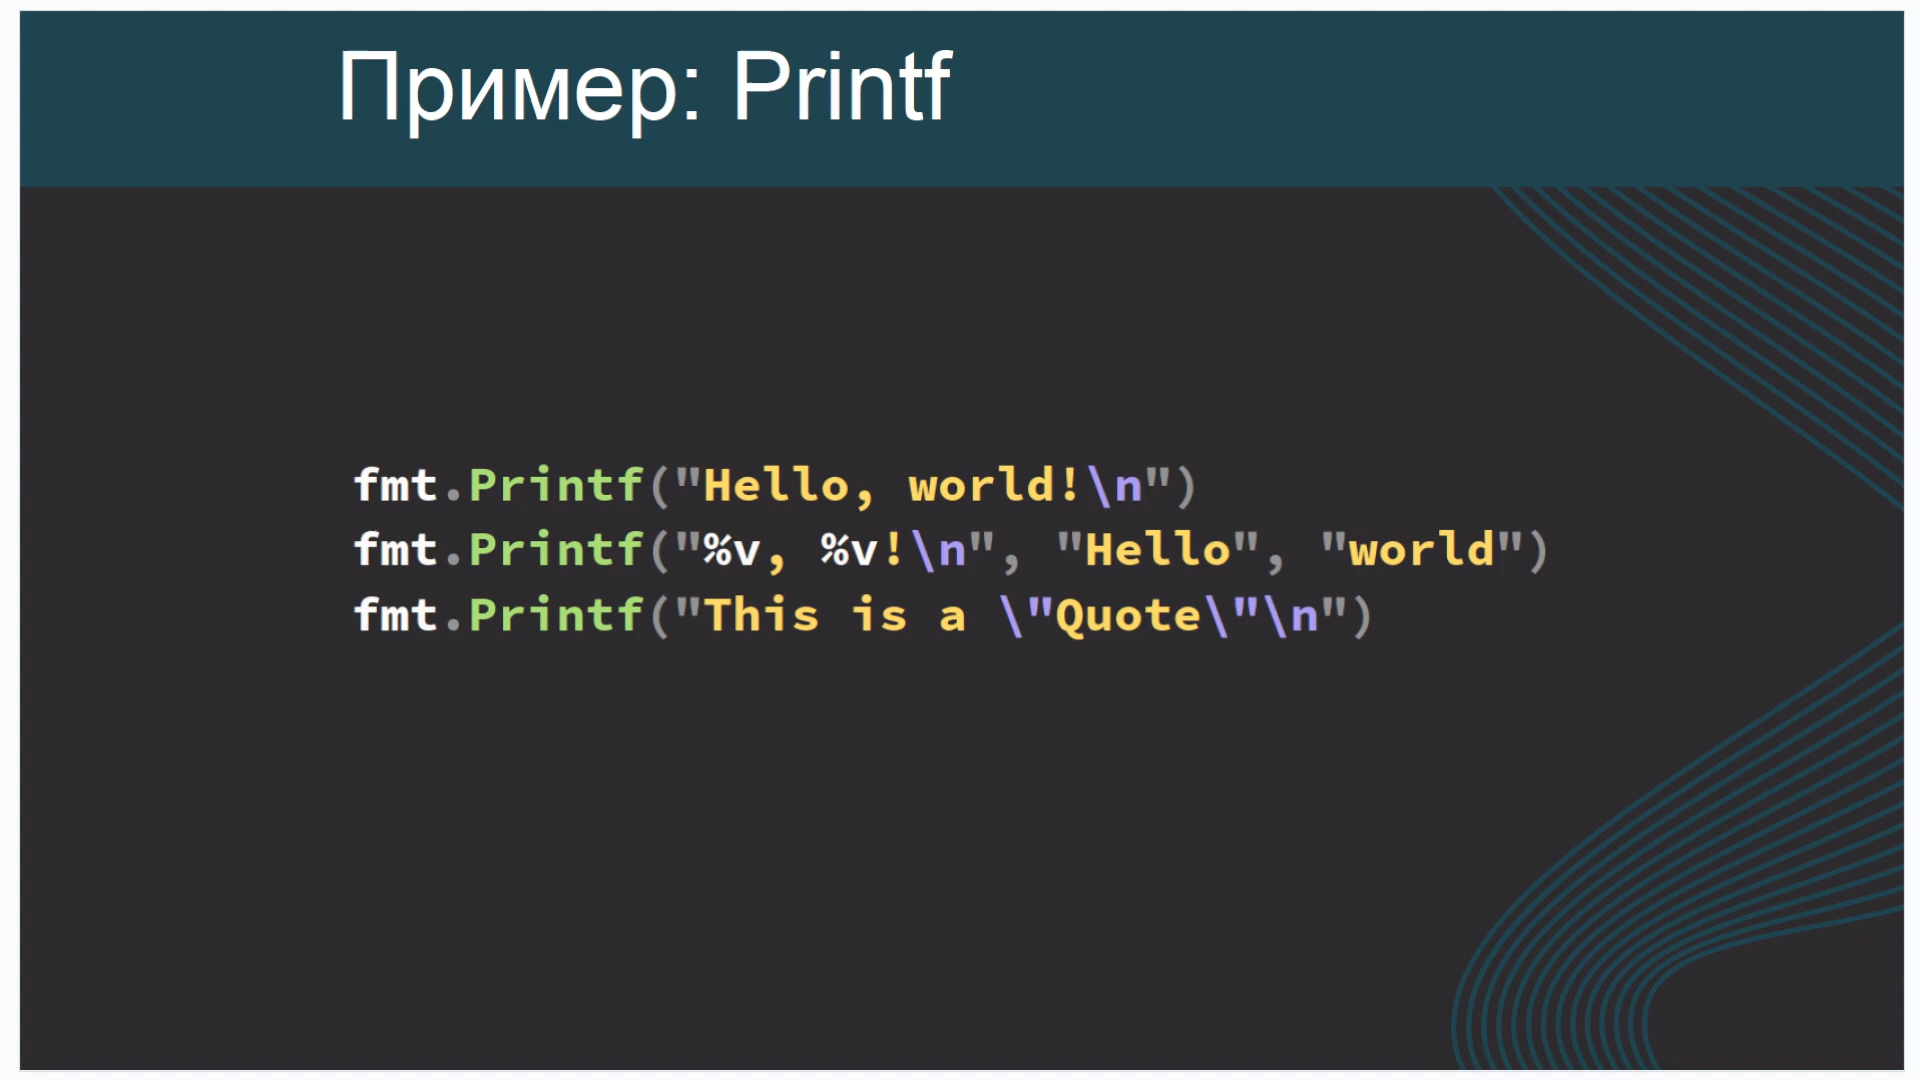 Пример: Printf
fmt.Printf("Hello, world!\n")
fmt.Printf("%v, %v!\n", "Hello", "world")
fmt.Printf("This is a \"Quote\"\n")